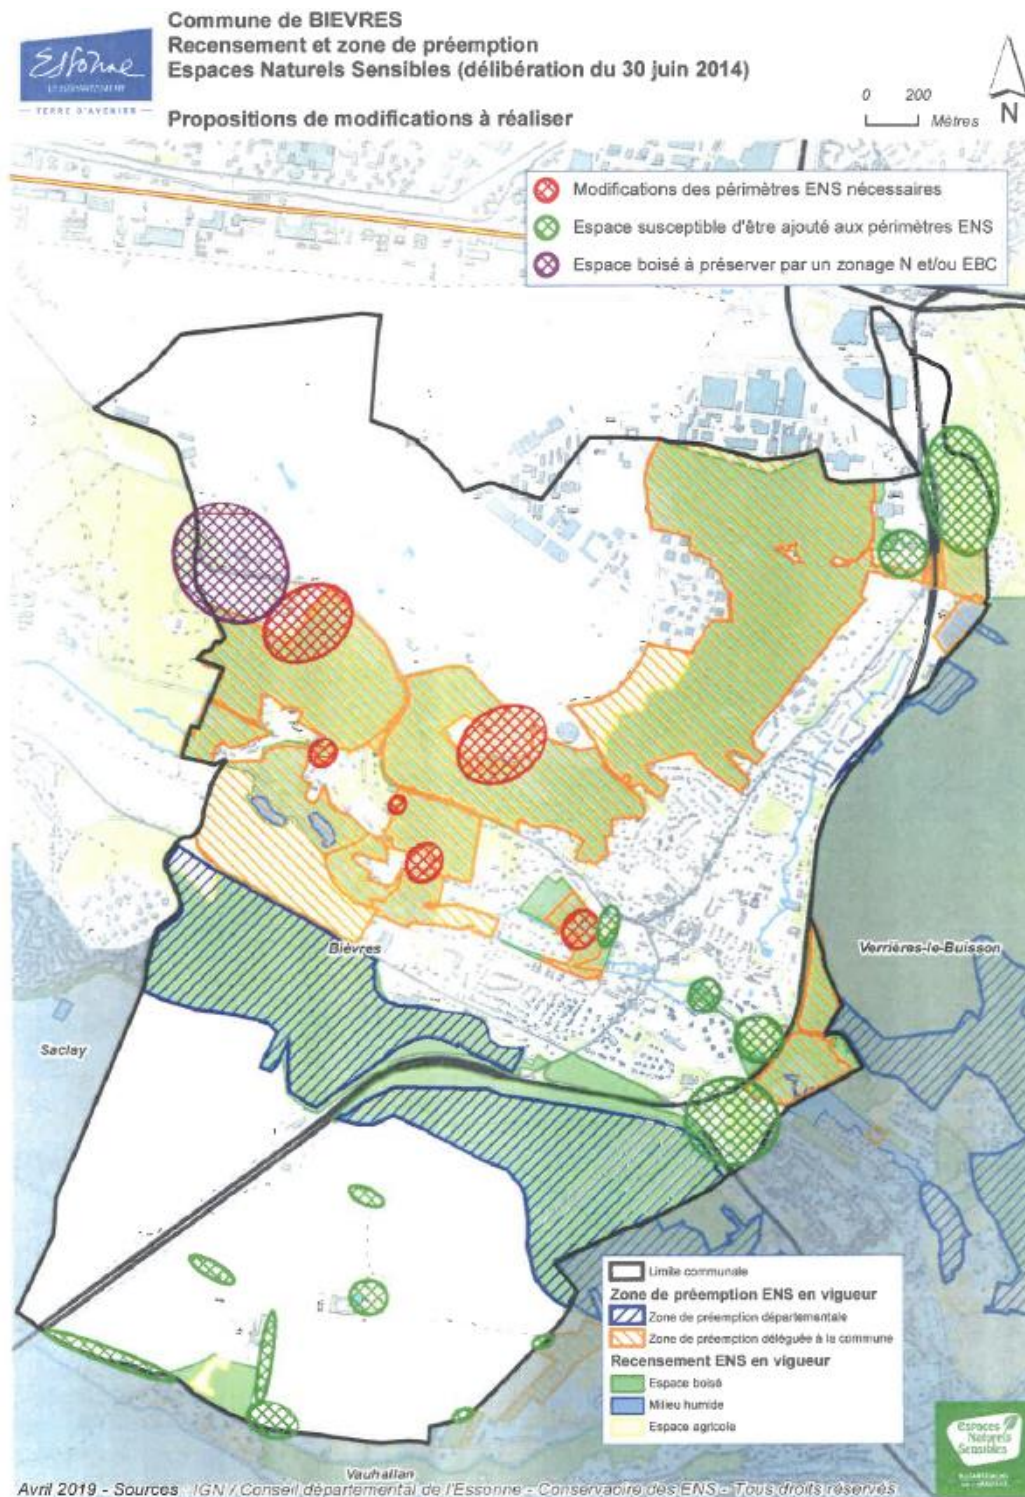 Commune de BIEVRES
Recensement et zone de préemption
Espaces Naturels Sensibles (délibération du 30 juin 2014)
Propositions de modifications à réaliser
Essonne
LE DÉPARTEMENT
TERRE D'AVENIR
0 200
Mètres
N
Modifications des périmètres ENS nécessaires
Espace susceptible d'être ajouté aux périmètres ENS
Espace boisé à préserver par un zonage N et/ou EBC
Bièvres
Verrières-le-Buisson
Saclay
Limite communale
Zone de préemption ENS en vigueur
Zone de préemption départementale
Zone de préemption déléguée à la commune
Recensement ENS en vigueur
Espace boisé
Milieu humide
Espace agricole
Espaces
Naturels
Sensibles
Vauhallan
Avril 2019 - Sources : IGN / Conseil départemental de l'Essonne - Conservatoire des ENS - Tous droits réservés